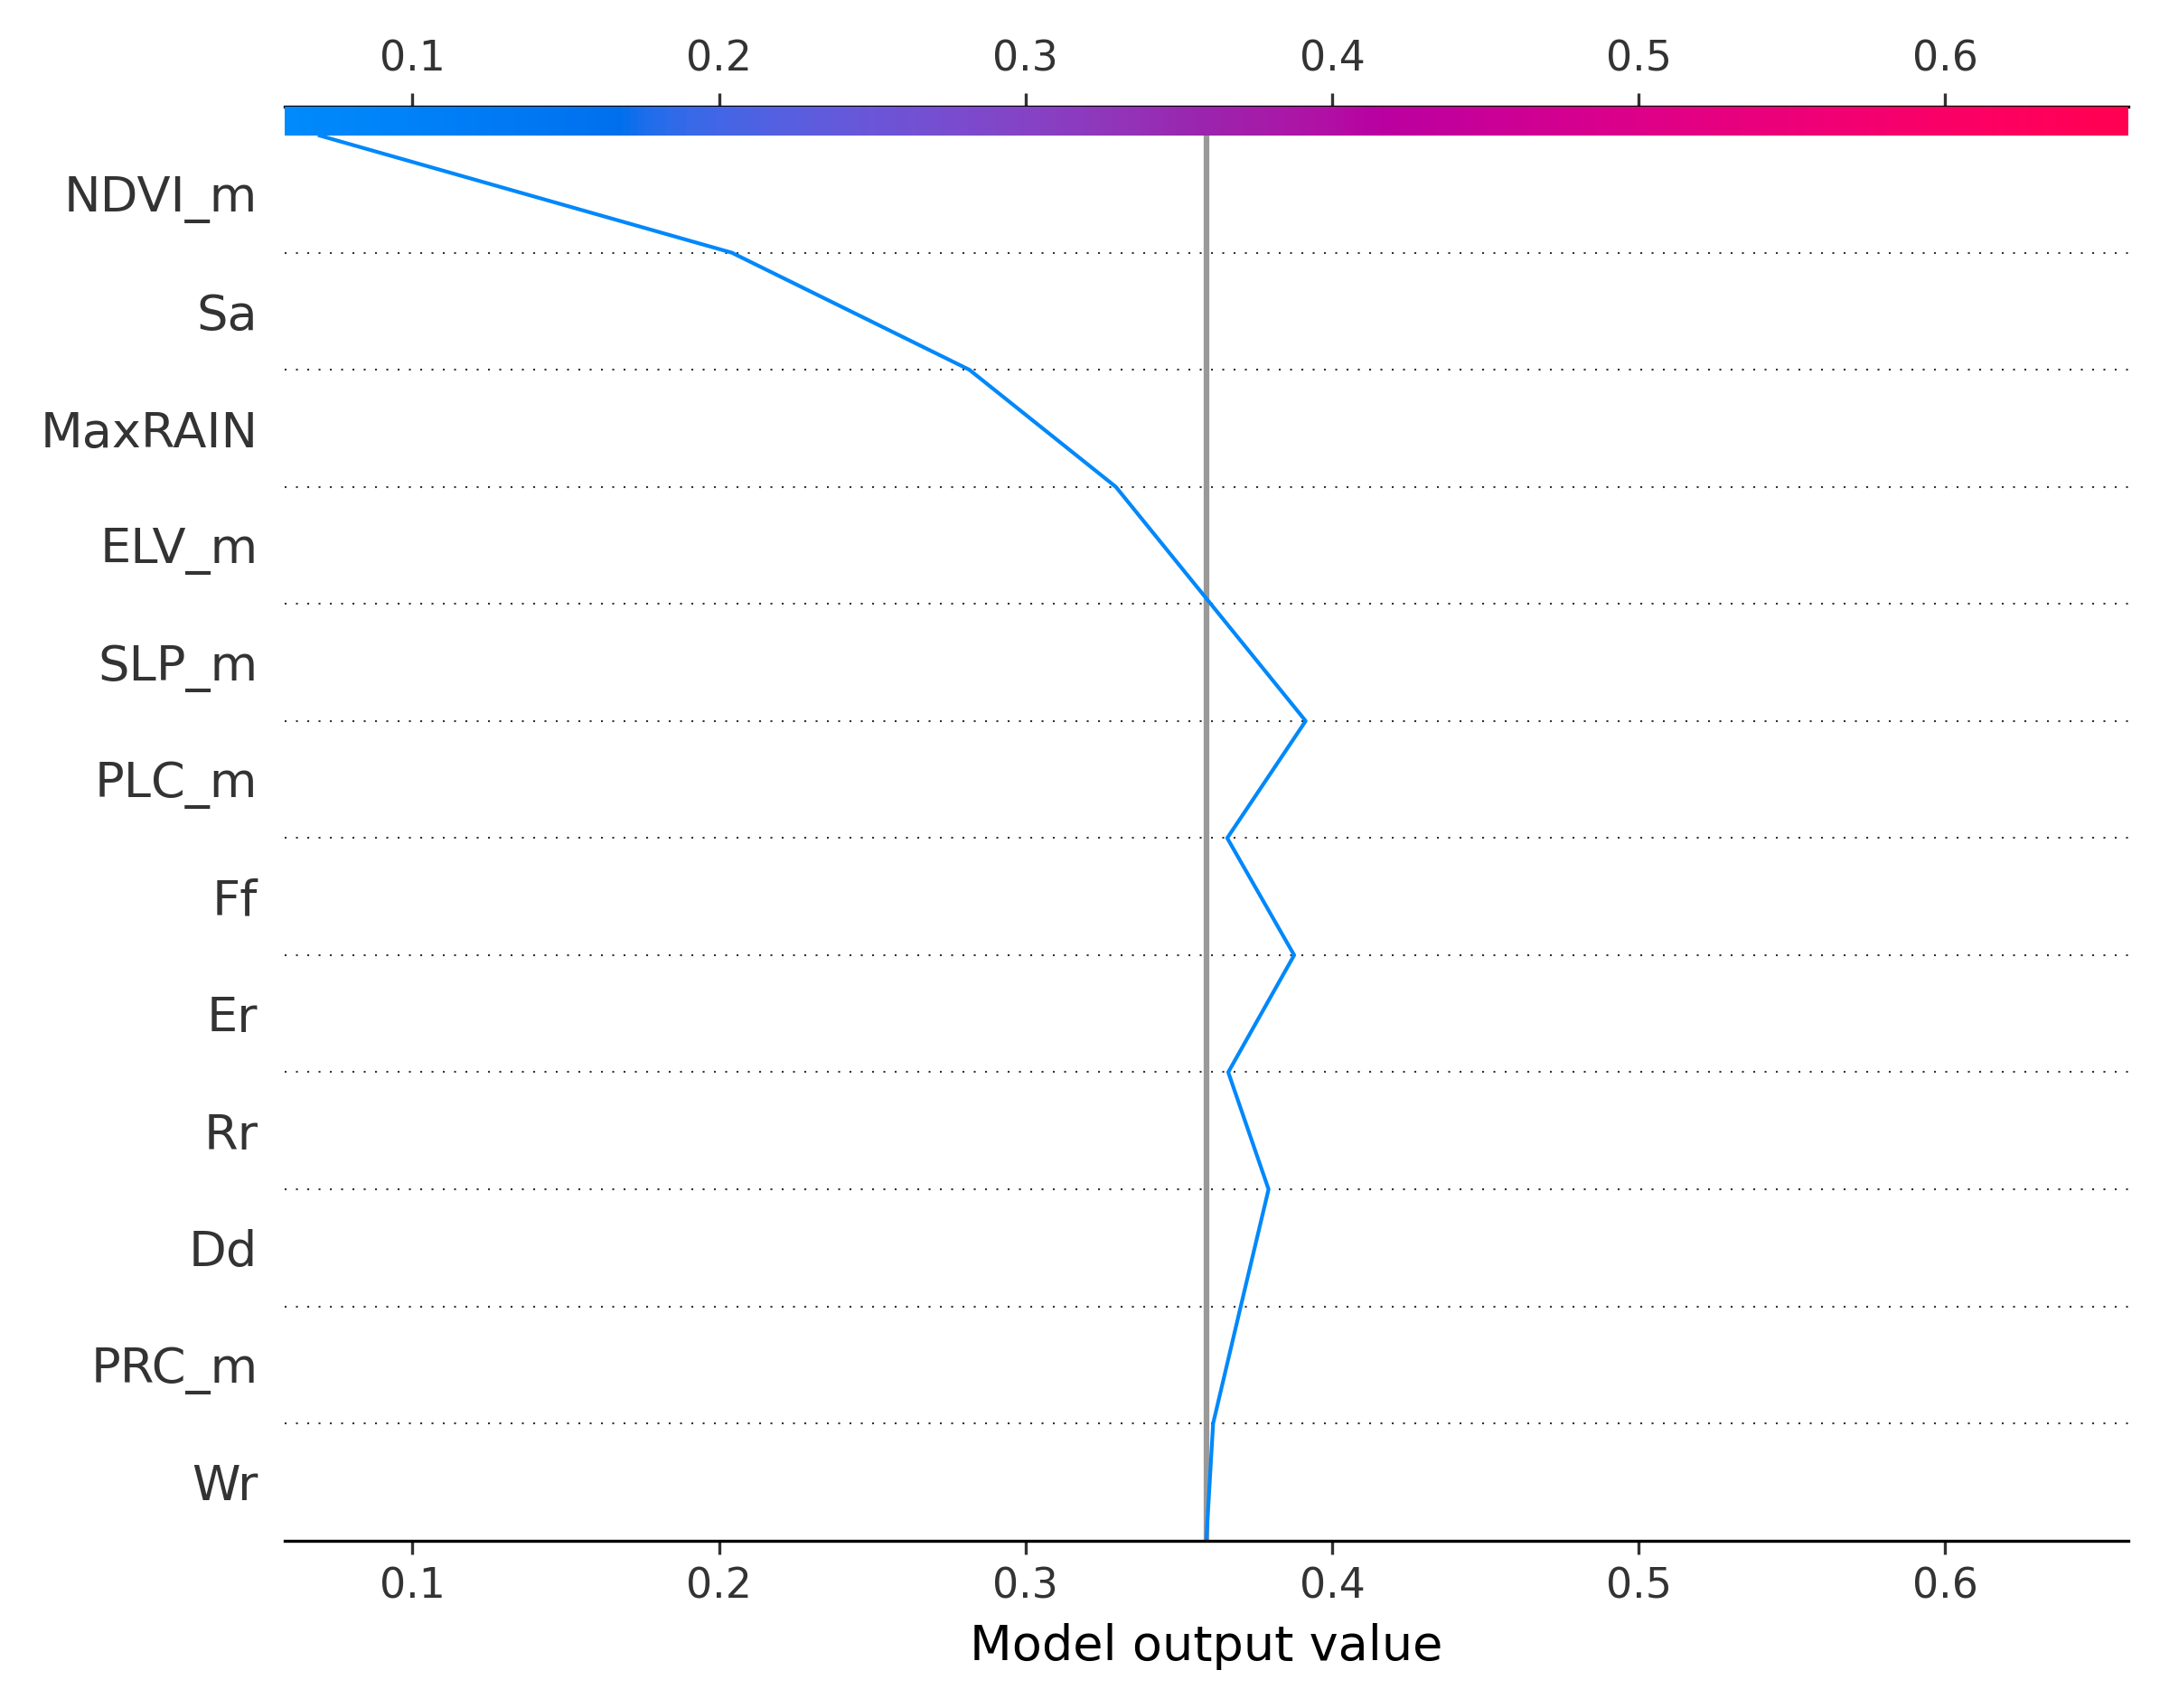 0.1 0.2 0.3 0.4 0.5 0.6
NDVI_m
Sa
MaxRAIN
ELV_m
SLP_m
PLC_m
Ff
Er
Rr
Dd
PRC_m
Wr
0.1 0.2 0.3 0.4 0.5 0.6
Model output value